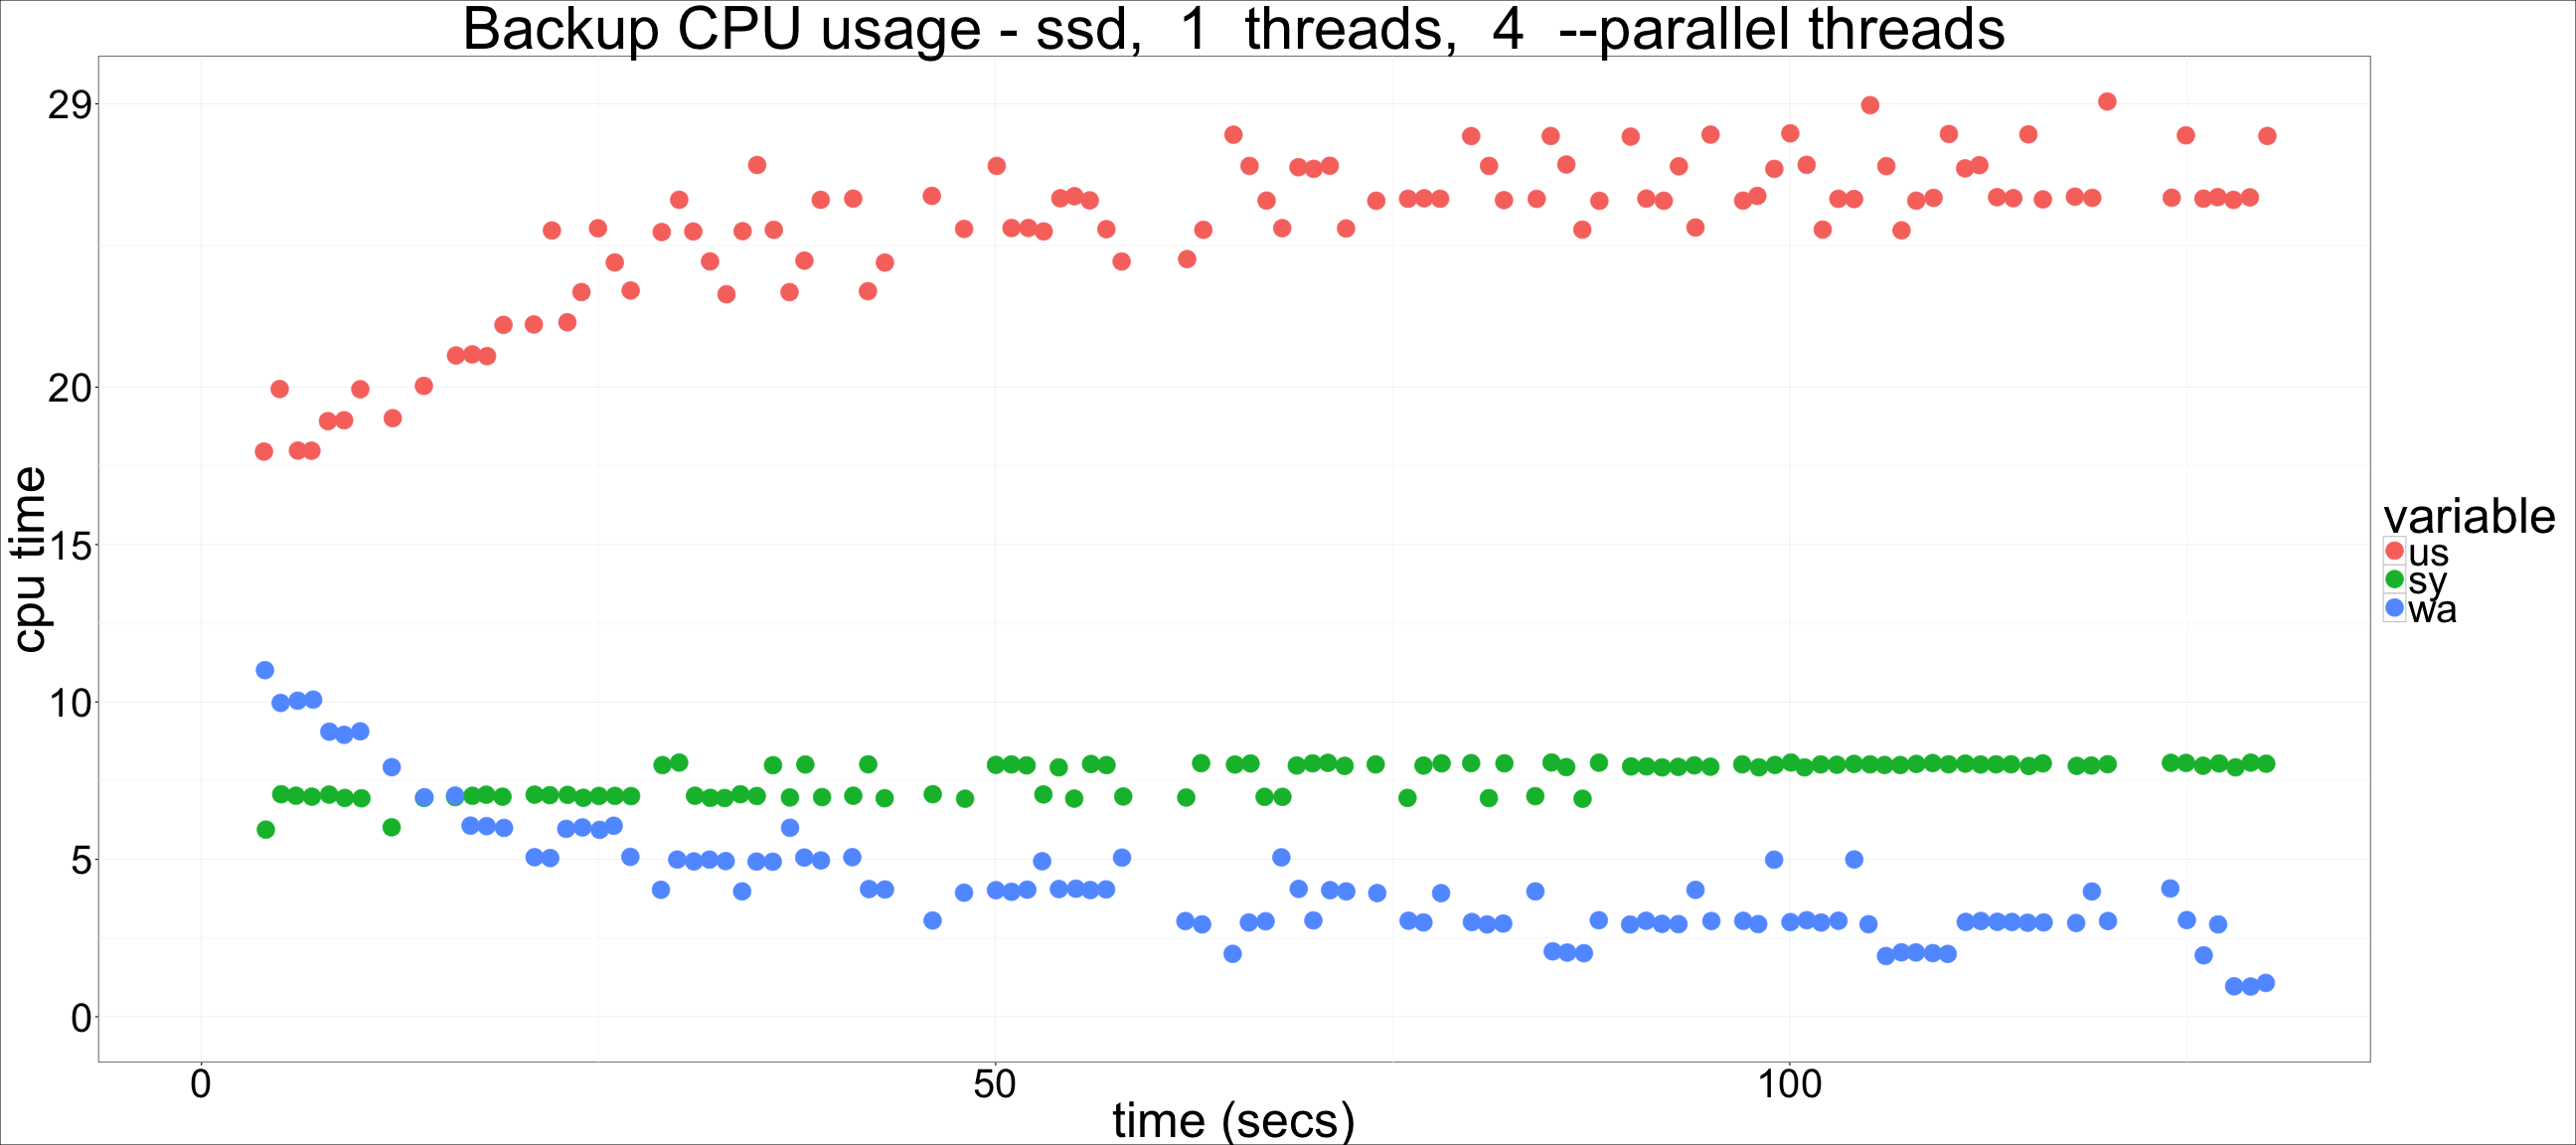 Backup CPU usage - ssd,  1  threads,  4  --parallel threads
29
20
15
10
5
0
cpu time
0 50 100
time (secs)
variable
us
sy
wa